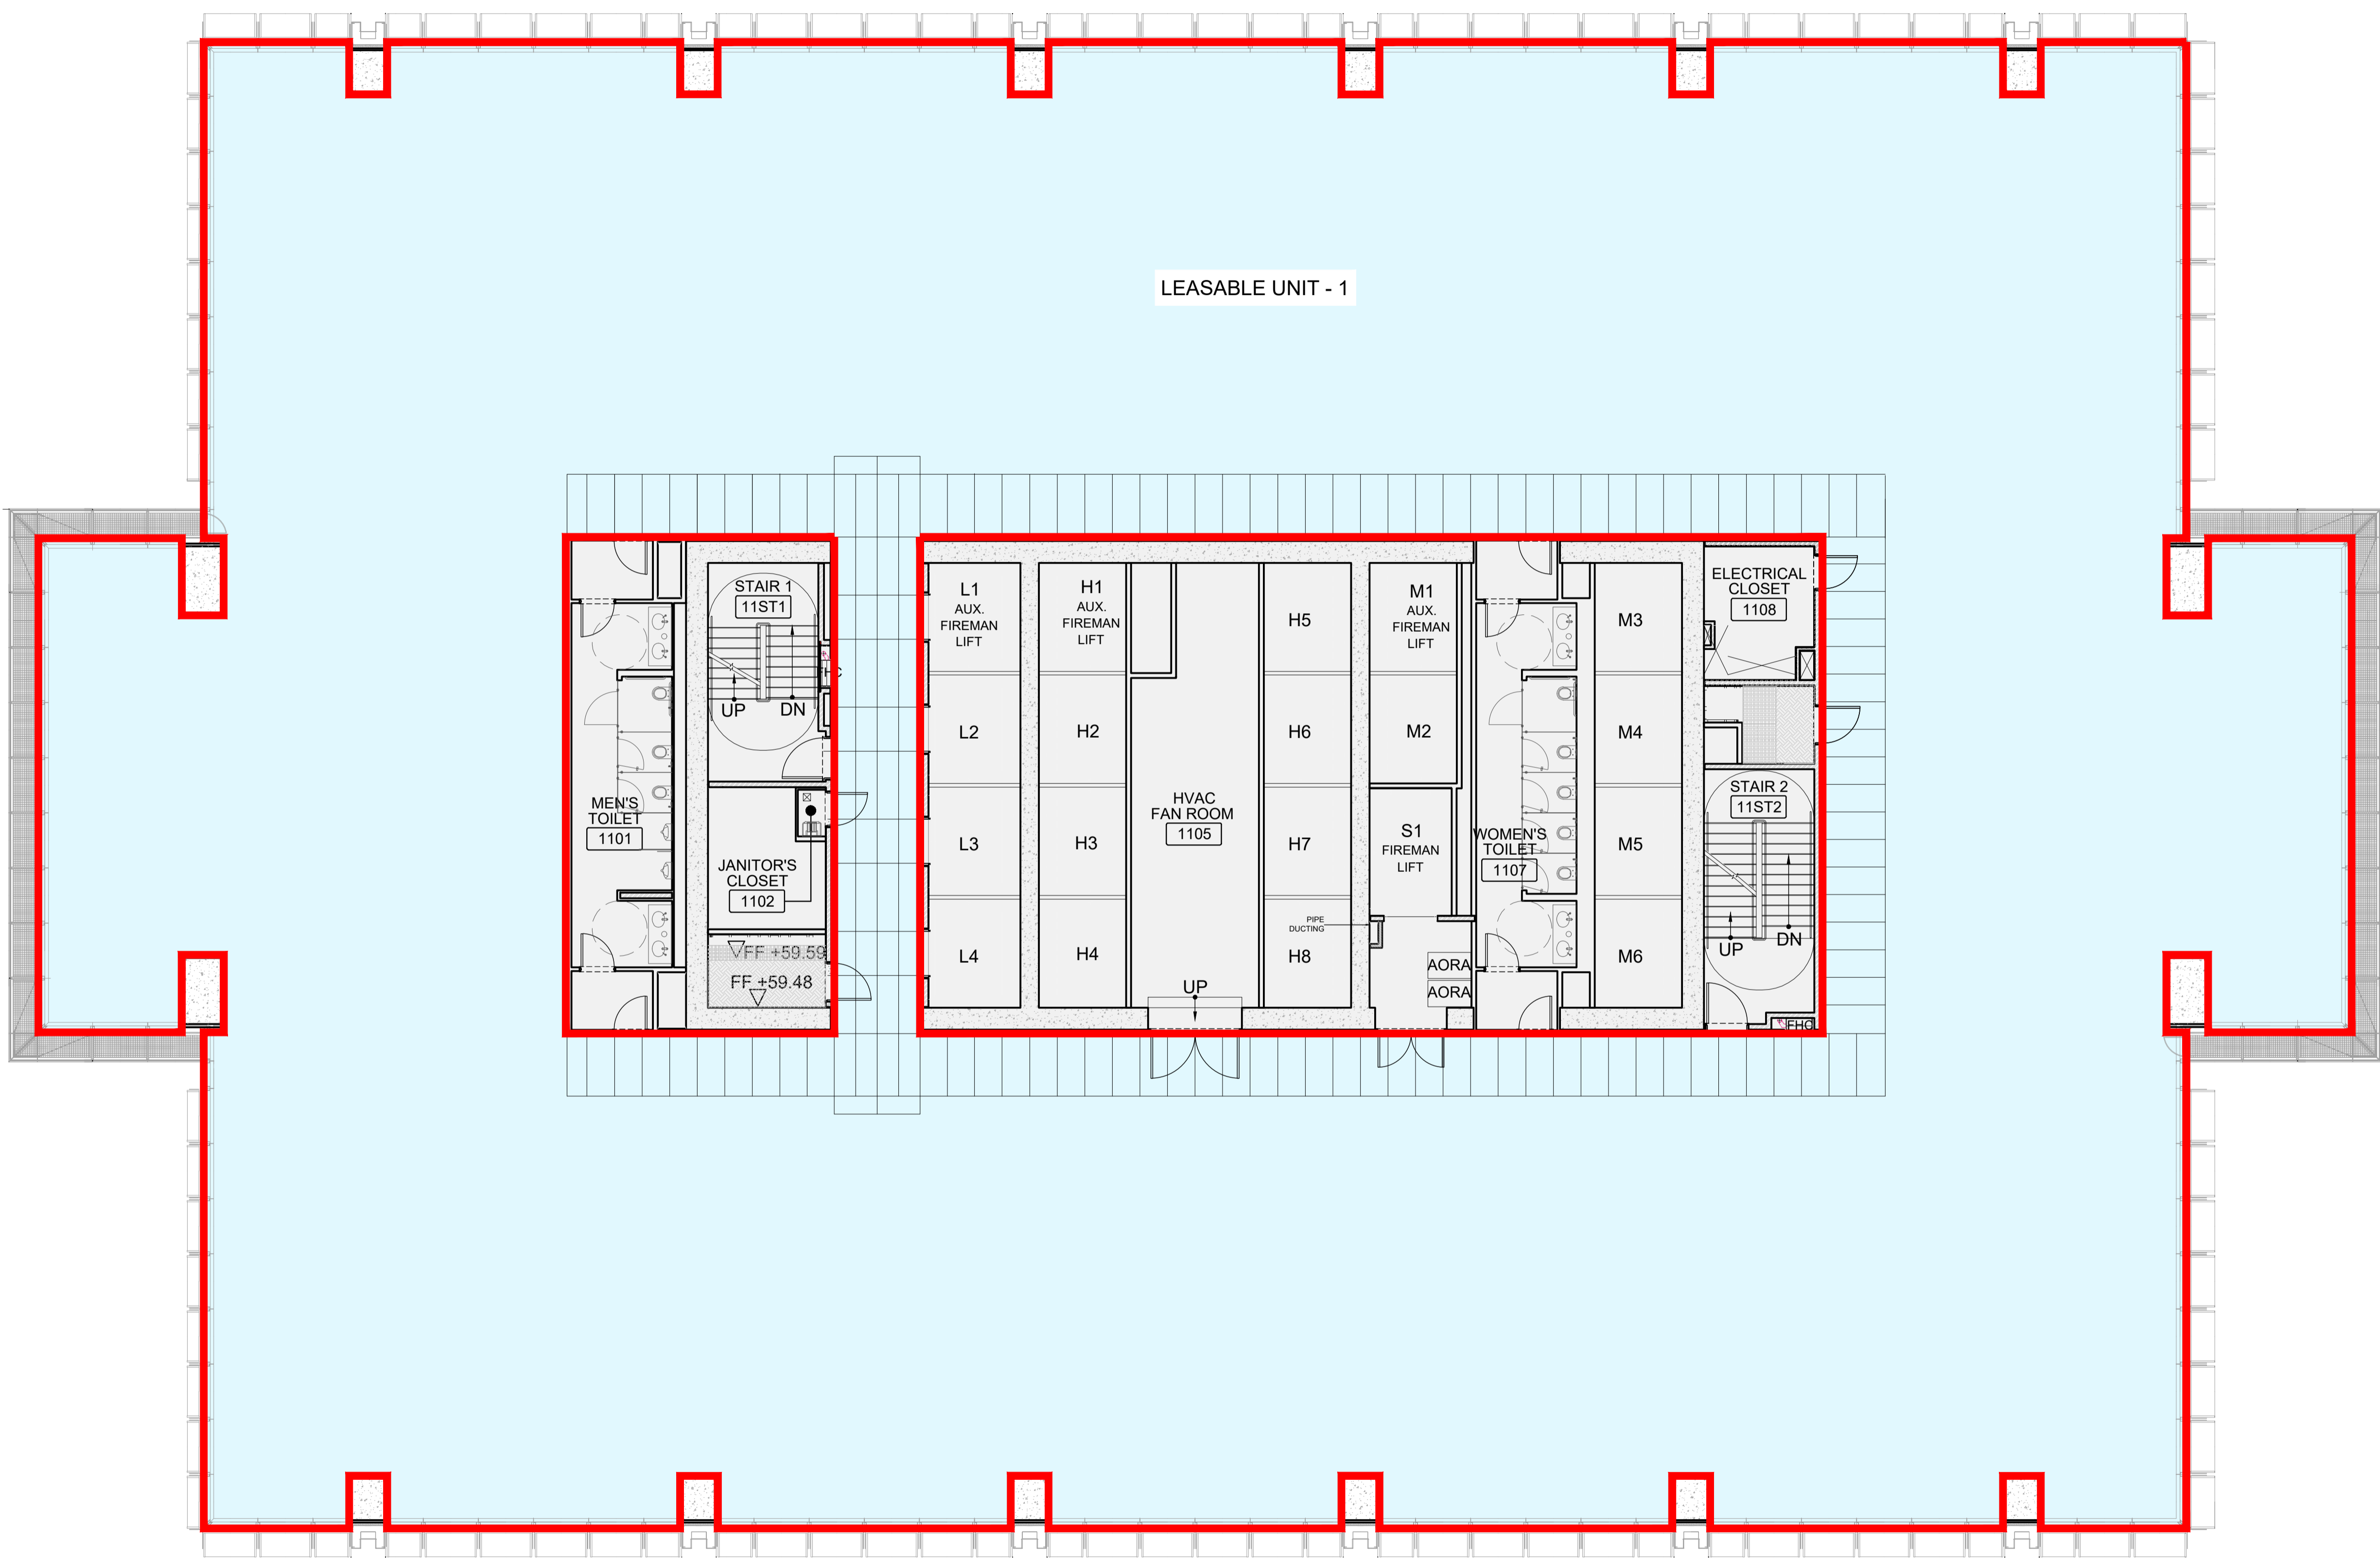 LEASABLE UNIT - 1
STAIR 1
11ST1
UP
DN
MEN'S
TOILET
1101
JANITOR'S
CLOSET
1102
FF +59.59
FF +59.48
L1
AUX.
FIREMAN
LIFT
L2
L3
L4
H1
AUX.
FIREMAN
LIFT
H2
H3
H4
HVAC
FAN ROOM
1105
UP
H5
H6
H7
H8
PIPE
DUCTING
M1
AUX.
FIREMAN
LIFT
M2
S1
FIREMAN
LIFT
AORA
AORA
WOMEN'S
TOILET
1107
M3
M4
M5
M6
ELECTRICAL
CLOSET
1108
STAIR 2
11ST2
UP
DN
FHC